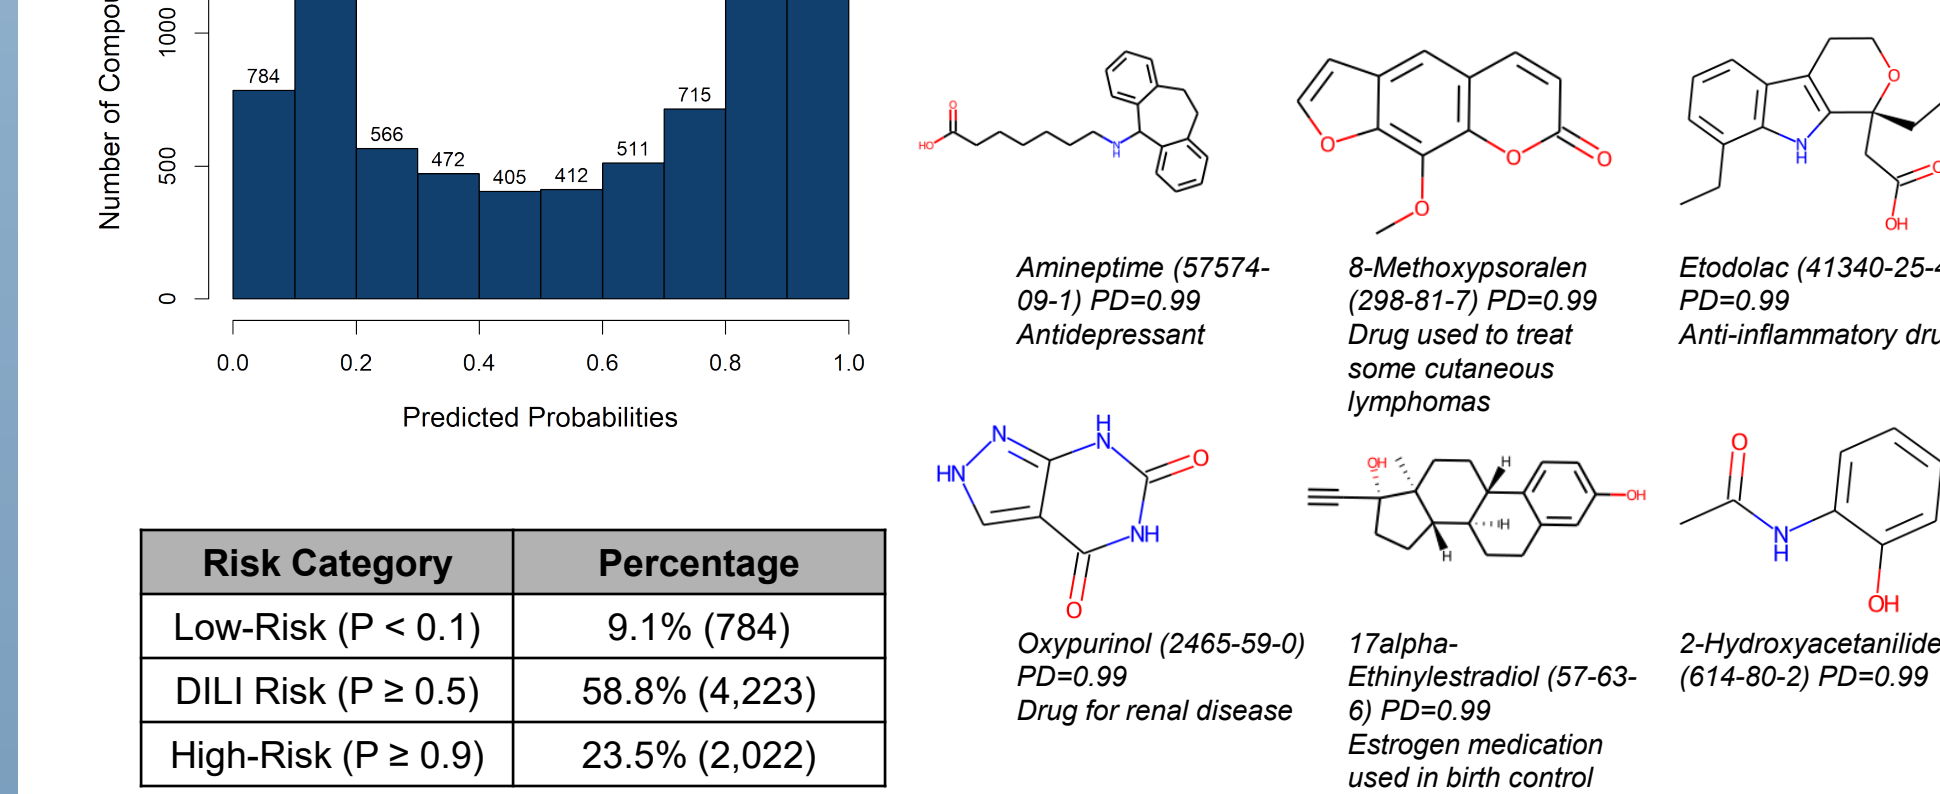 Number of Compou
1000
500
0
784
566
472
405
412
511
715
0.0 0.2 0.4 0.6 0.8 1.0
Predicted Probabilities
Risk Category Percentage
Low-Risk (P < 0.1) 9.1% (784)
DILI Risk (P ≥ 0.5) 58.8% (4,223)
High-Risk (P ≥ 0.9) 23.5% (2,022)
O
HO
N
H
Amineptime (57574-
09-1) PD=0.99
Antidepressant
O
O
O
O
8-Methoxypsoralen
(298-81-7) PD=0.99
Drug used to treat
some cutaneous
lymphomas
O
N
H
O
OH
Etodolac (41340-25-4
PD=0.99
Anti-inflammatory dru
N
HN
H
N
O
NH
O
Oxypurinol (2465-59-0)
PD=0.99
Drug for renal disease
OH
H
H
H
OH
17alpha-
Ethinylestradiol (57-63-
6) PD=0.99
Estrogen medication
used in birth control
O
N
H
OH
2-Hydroxyacetanilide
(614-80-2) PD=0.99